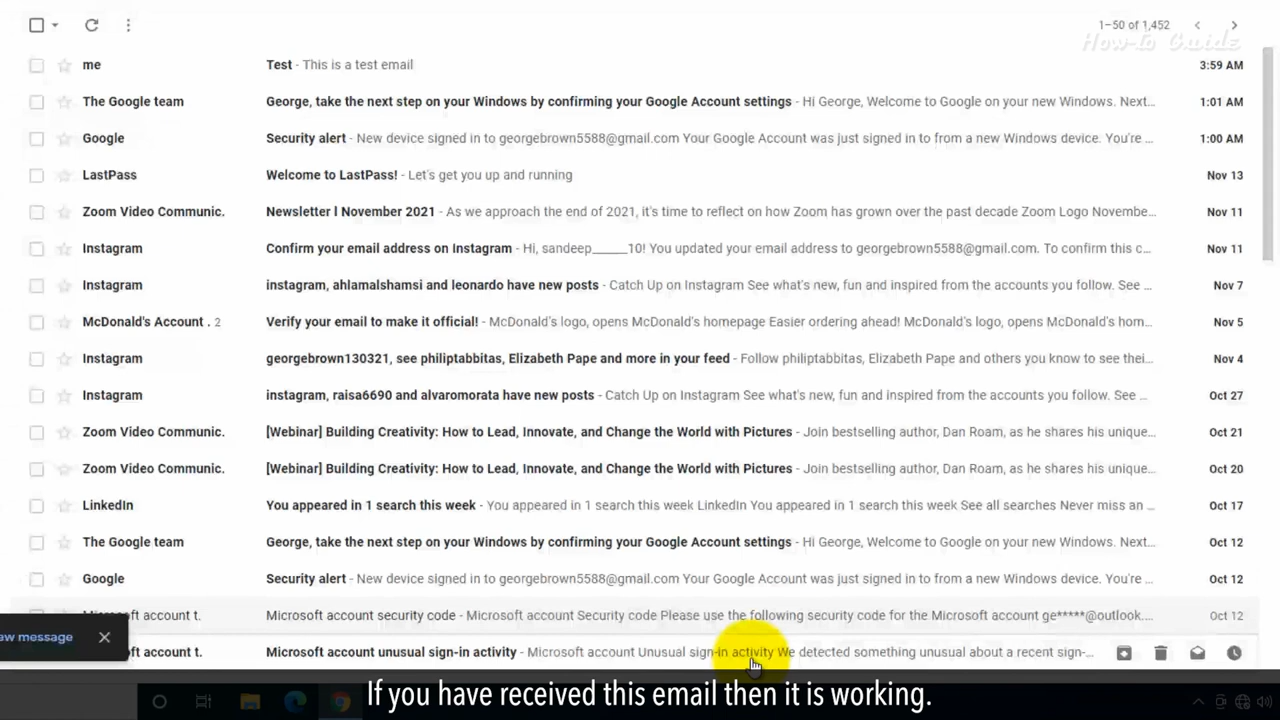 1–50 of 1,452
How-to Guide
me Test - This is a test email 3:59 AM
The Google team George, take the next step on your Windows by confirming your Google Account settings - Hi George, Welcome to Google on your new Windows. Next… 1:01 AM
Google Security alert - New device signed in to georgebrown5588@gmail.com Your Google Account was just signed in to from a new Windows device. You're … 1:00 AM
LastPass Welcome to LastPass! - Let's get you up and running Nov 13
Zoom Video Communic. Newsletter l November 2021 - As we approach the end of 2021, it's time to reflect on how Zoom has grown over the past decade Zoom Logo Novembe… Nov 11
Instagram Confirm your email address on Instagram - Hi, sandeep_____10! You updated your email address to georgebrown5588@gmail.com. To confirm this c… Nov 11
Instagram instagram, ahlamalshamsi and leonardo have new posts - Catch Up on Instagram See what's new, fun and inspired from the accounts you follow. See … Nov 7
McDonald's Account . 2 Verify your email to make it official! - McDonald's logo, opens McDonald's homepage Easier ordering ahead! McDonald's logo, opens McDonald's hom… Nov 5
Instagram georgebrown130321, see philiptabbitas, Elizabeth Pape and more in your feed - Follow philiptabbitas, Elizabeth Pape and others you know to see thei… Nov 4
Instagram instagram, raisa6690 and alvaromorata have new posts - Catch Up on Instagram See what's new, fun and inspired from the accounts you follow. See … Oct 27
Zoom Video Communic. [Webinar] Building Creativity: How to Lead, Innovate, and Change the World with Pictures - Join bestselling author, Dan Roam, as he shares his unique… Oct 21
Zoom Video Communic. [Webinar] Building Creativity: How to Lead, Innovate, and Change the World with Pictures - Join bestselling author, Dan Roam, as he shares his unique… Oct 20
LinkedIn You appeared in 1 search this week - You appeared in 1 search this week LinkedIn You appeared in 1 search this week See all searches Never miss an … Oct 17
The Google team George, take the next step on your Windows by confirming your Google Account settings - Hi George, Welcome to Google on your new Windows. Next… Oct 12
Google Security alert - New device signed in to georgebrown5588@gmail.com Your Google Account was just signed in to from a new Windows device. You're … Oct 12
Microsoft account t. Microsoft account security code - Microsoft account Security code Please use the following security code for the Microsoft account ge*****@outlook.… Oct 12
ew message
oft account t. Microsoft account unusual sign-in activity - Microsoft account Unusual sign-in activity We detected something unusual about a recent sign-…
If you have received this email then it is working.